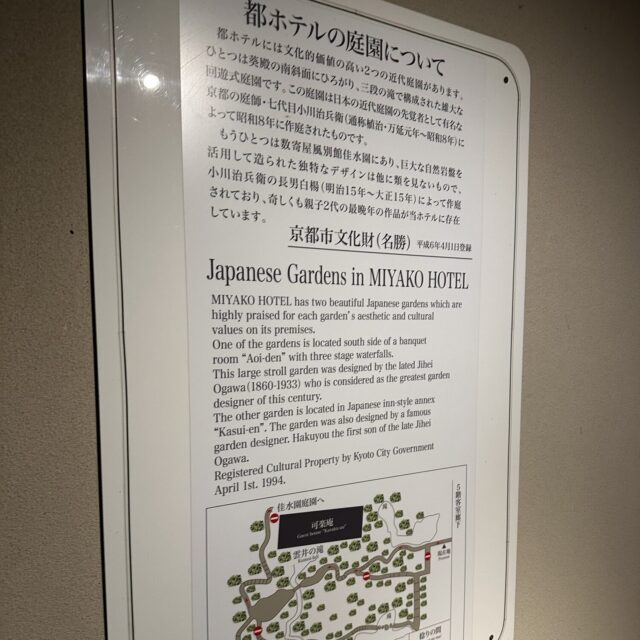 都ホテルの庭園について
都ホテルには文化的価値の高い2つの近代庭園があります。
ひとつは葵殿の南斜面にひろがり、三段の滝で構成された雄大な
回遊式庭園です。この庭園は日本の近代庭園の先覚者として有名な
京都の庭師・七代目小川治兵衛(通称植治・万延元年〜昭和8年)に
よって昭和8年に作庭されたものです。
もうひとつは数寄屋風別館佳水園にあり、巨大な自然岩盤を
活用して造られた独特なデザインは他に類を見ないもので、
小川治兵衛の長男白楊(明治15年〜大正15年)によって作庭
されており、奇しくも親子2代の最晩年の作品が当ホテルに存在
しています。
京都市文化財(名勝) 平成6年4月1日登録
Japanese Gardens in MIYAKO HOTEL
MIYAKO HOTEL has two beautiful Japanese gardens which are
highly praised for each garden's aesthetic and cultural
values on its premises.
One of the gardens is located south side of a banquet
room "Aoi-den" with three stage waterfalls.
This large stroll garden was designed by the lated Jihei
Ogawa(1860-1933) who is considered as the greatest garden
designer of this century.
The other garden is located in Japanese inn-style annex
"Kasui-en". The garden was also designed by a famous
garden designer. Hakuyou the first son of the late Jihei
Ogawa.
Registered Cultural Property by Kyoto City Government
April 1st. 1994.
佳水園庭園へ
5階客室廊下
可楽庵
滝
雲井の滝
稔りの間